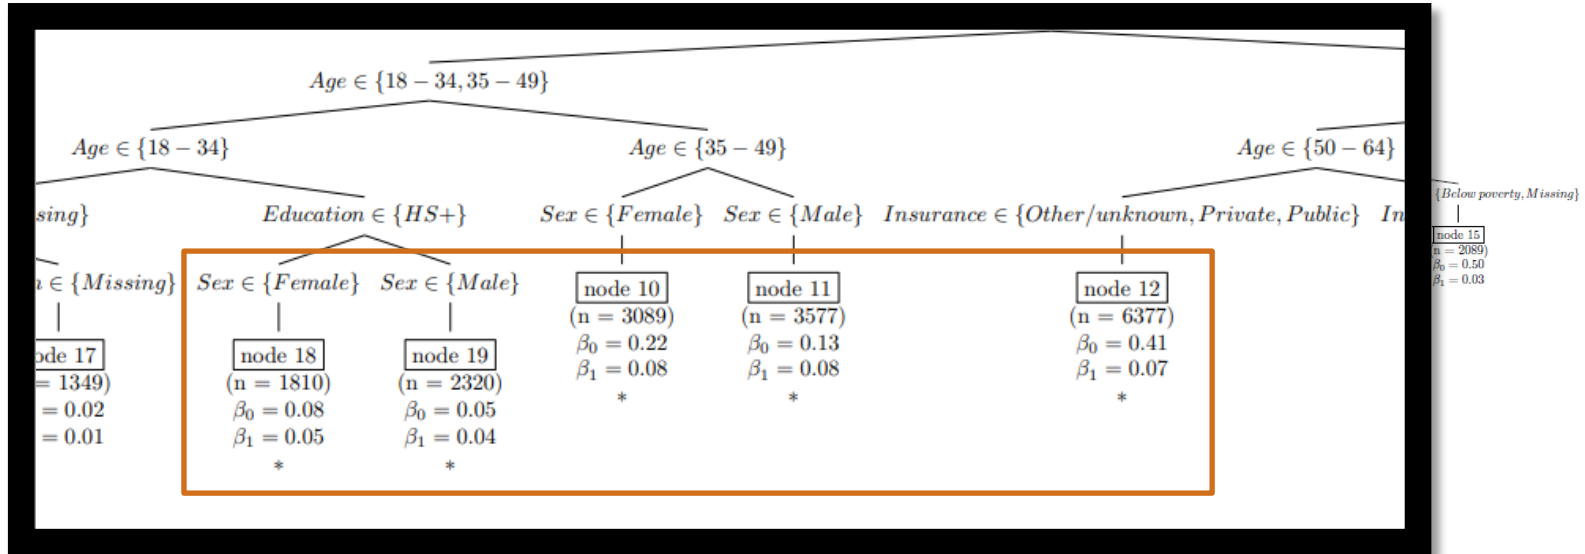 Age ∈ {18 − 34, 35 − 49}
Age ∈ {18 − 34}
Age ∈ {35 − 49}
Age ∈ {50 − 64}
{Below poverty, Missing}
sing}
Education ∈ {HS+}
Sex ∈ {Female}
Sex ∈ {Male}
Insurance ∈ {Other/unknown, Private, Public}
In
node 15
n = 2089)
β0 = 0.50
β1 = 0.03
∈ {Missing}
Sex ∈ {Female}
Sex ∈ {Male}
node 10
(n = 3089)
β0 = 0.22
β1 = 0.08
*
node 11
(n = 3577)
β0 = 0.13
β1 = 0.08
*
node 12
(n = 6377)
β0 = 0.41
β1 = 0.07
*
ode 17
= 1349)
= 0.02
= 0.01
node 18
(n = 1810)
β0 = 0.08
β1 = 0.05
*
node 19
(n = 2320)
β0 = 0.05
β1 = 0.04
*